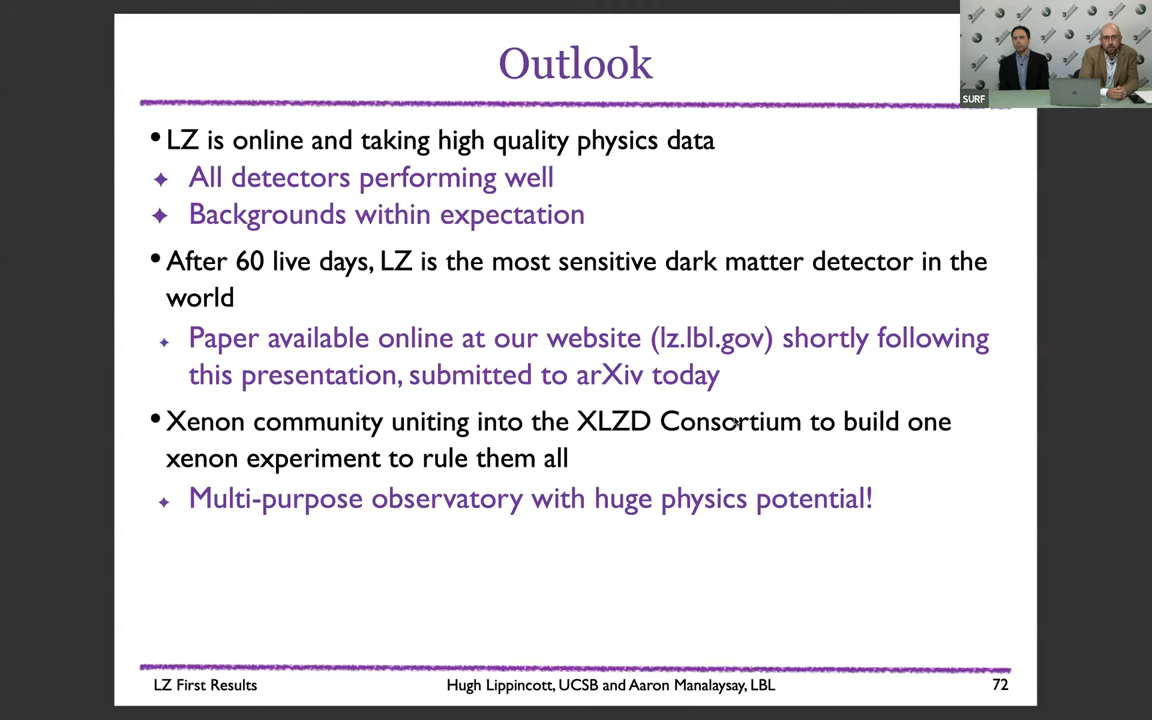 Outlook
SURF
•LZ is online and taking high quality physics data
✦ All detectors performing well
✦ Backgrounds within expectation
•After 60 live days, LZ is the most sensitive dark matter detector in the
world
✦ Paper available online at our website (lz.lbl.gov) shortly following
this presentation, submitted to arXiv today
•Xenon community uniting into the XLZD Consortium to build one
xenon experiment to rule them all
✦ Multi-purpose observatory with huge physics potential!
LZ First Results
Hugh Lippincott, UCSB and Aaron Manalaysay, LBL
72